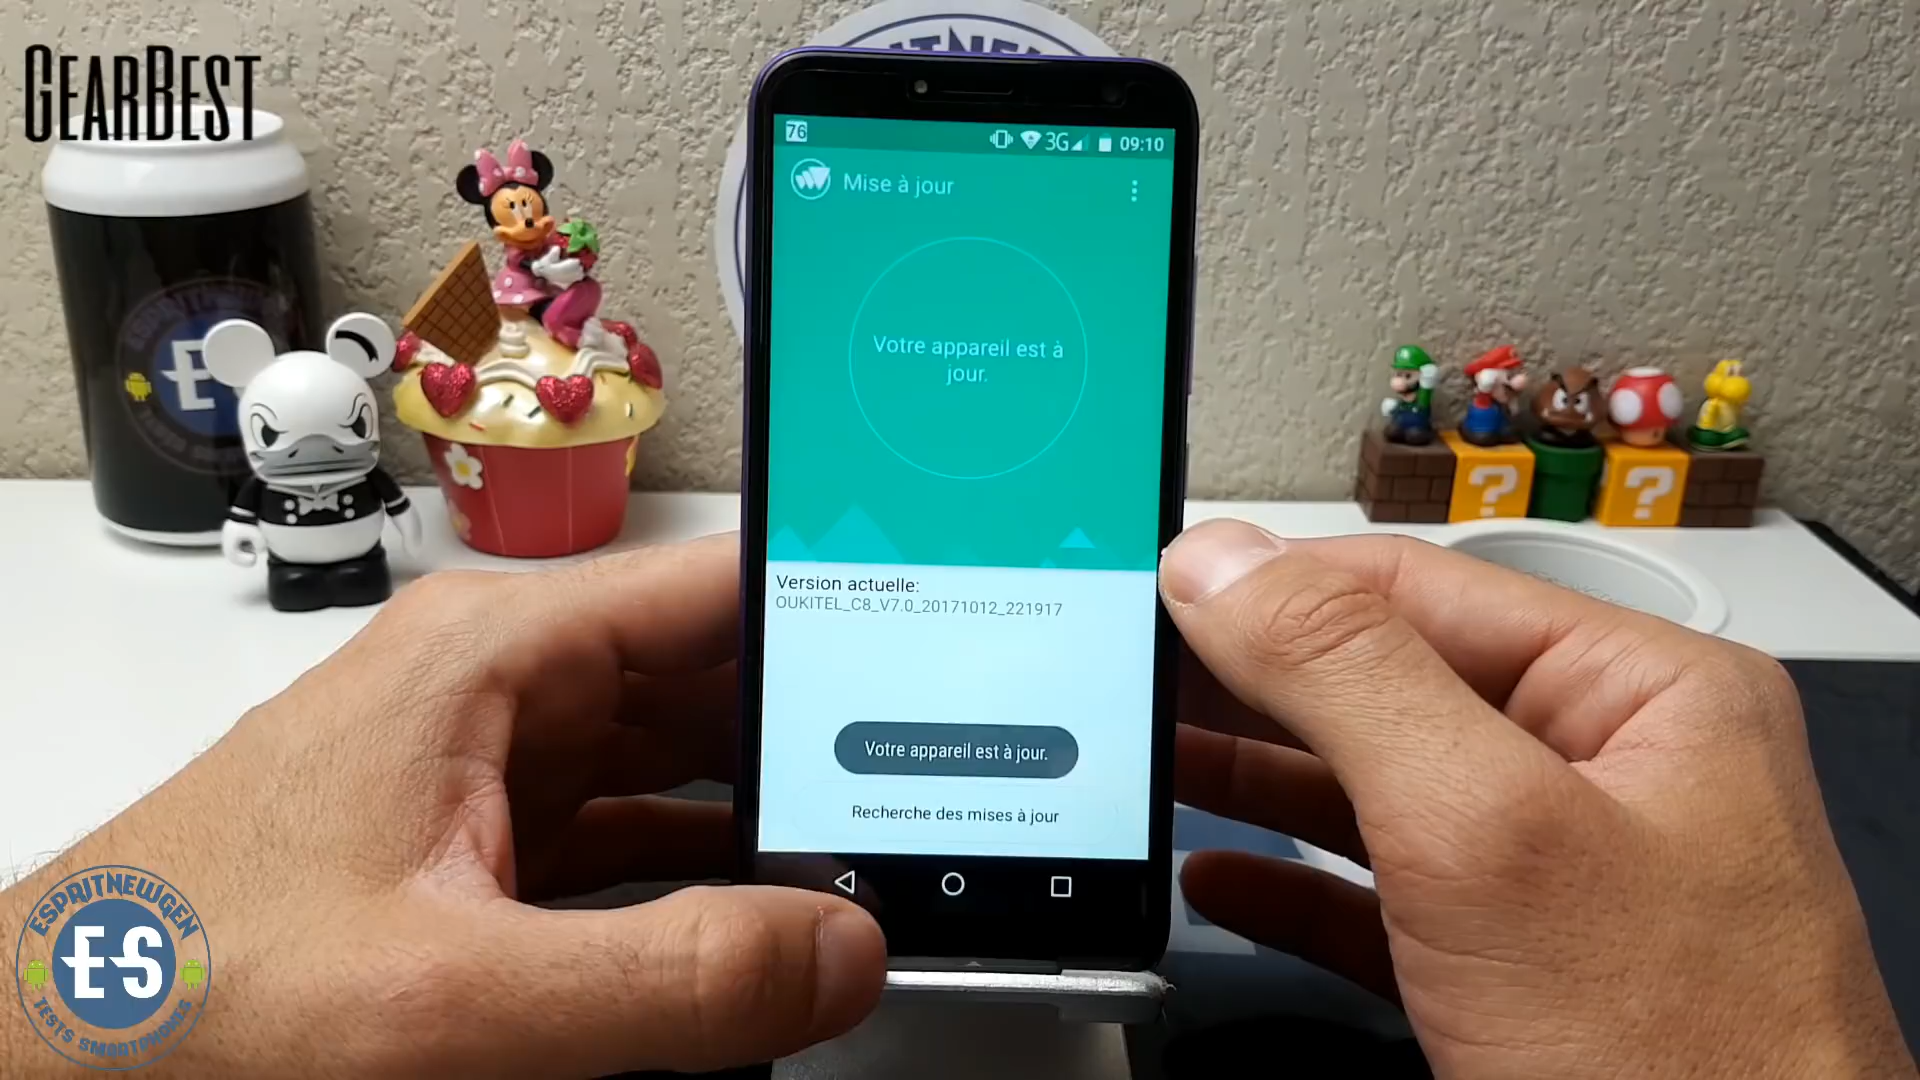 GEARBEST
76
3G
09:10
Mise à jour
Votre appareil est à
jour.
Version actuelle:
OUKITEL_C8_V7.0_20171012_221917
Votre appareil est à jour.
Recherche des mises à jour
? ?
ESPRITNEWGEN
ES
TESTS SMARTPHONES